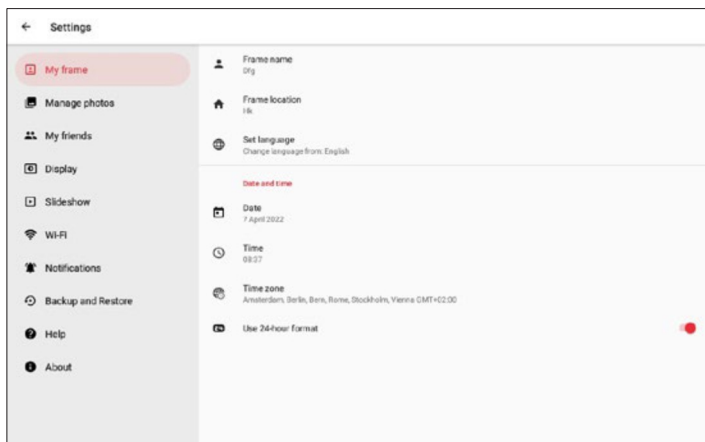 Settings
My frame
Manage photos
My friends
Display
Slideshow
Wi-Fi
Notifications
Backup and Restore
Help
About
Frame name
Dfg
Frame location
Hk
Set language
Change language from: English
Date and time
Date
7 April 2022
Time
08:37
Time zone
Amsterdam, Berlin, Bern, Rome, Stockholm, Vienna GMT+02:00
Use 24-hour format